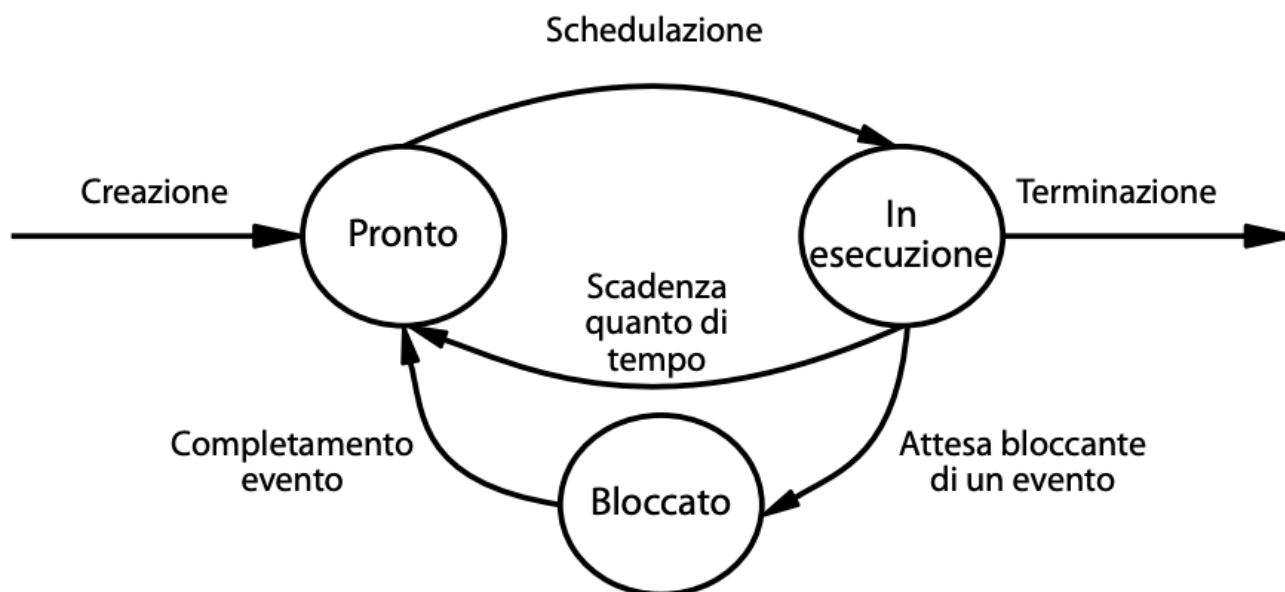 Schedulazione
Creazione
Pronto
In
esecuzione
Terminazione
Scadenza
quanto di
tempo
Completamento
evento
Bloccato
Attesa bloccante
di un evento